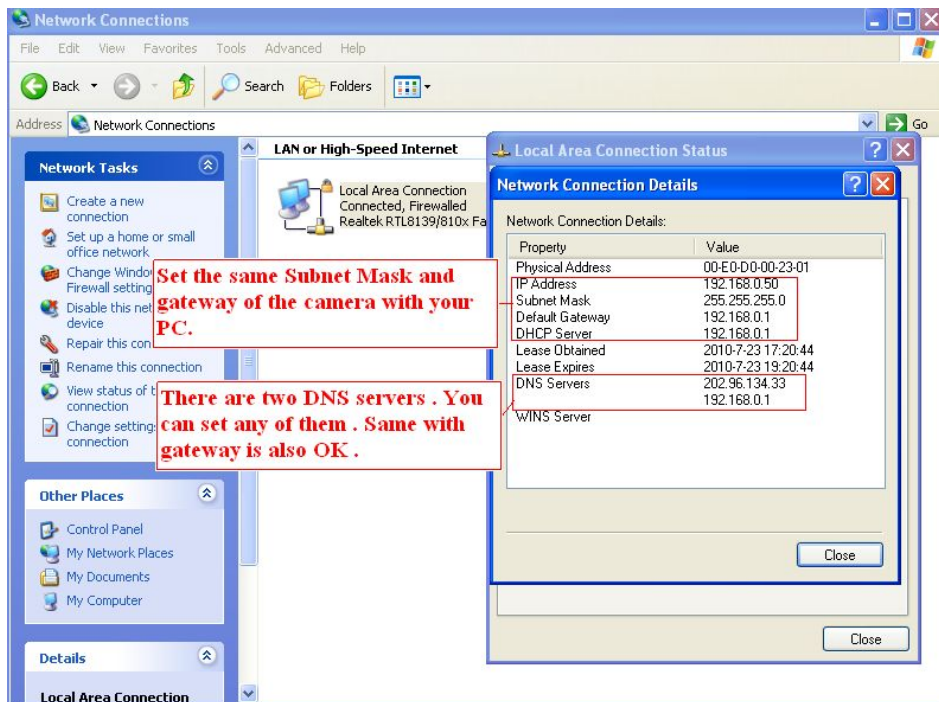 Network Connections
File Edit View Favorites Tools Advanced Help
Back Search Folders
Address Network Connections Go
Network Tasks
Create a new
connection
Set up a home or small
office network
Change Windo
Firewall setting
Disable this net
device
Repair this con
Rename this connection
View status of t
connection
Change setting
connection
Other Places
Control Panel
My Network Places
My Documents
My Computer
Details
Local Area Connection
LAN or High-Speed Internet
Local Area Connection
Connected, Firewalled
Realtek RTL8139/810x Fa
Set the same Subnet Mask and
gateway of the camera with your
PC.
There are two DNS servers . You
can set any of them . Same with
gateway is also OK .
Local Area Connection Status
Network Connection Details
Network Connection Details:
Property Value
Physical Address 00-E0-D0-00-23-01
IP Address 192.168.0.50
Subnet Mask 255.255.255.0
Default Gateway 192.168.0.1
DHCP Server 192.168.0.1
Lease Obtained 2010-7-23 17:20:44
Lease Expires 2010-7-23 19:20:44
DNS Servers 202.96.134.33
192.168.0.1
WINS Server
Close
Close